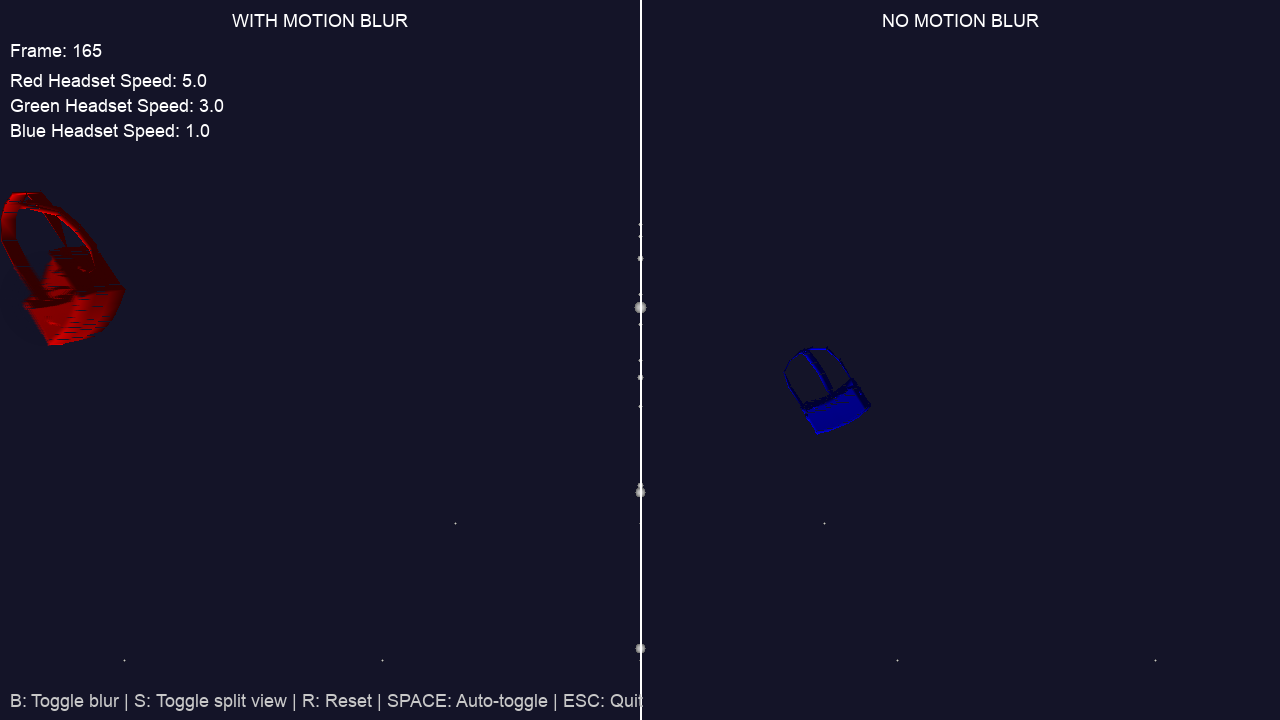 WITH MOTION BLUR
NO MOTION BLUR
Frame: 165
Red Headset Speed: 5.0
Green Headset Speed: 3.0
Blue Headset Speed: 1.0
B: Toggle blur | S: Toggle split view | R: Reset | SPACE: Auto-toggle | ESC: Quit